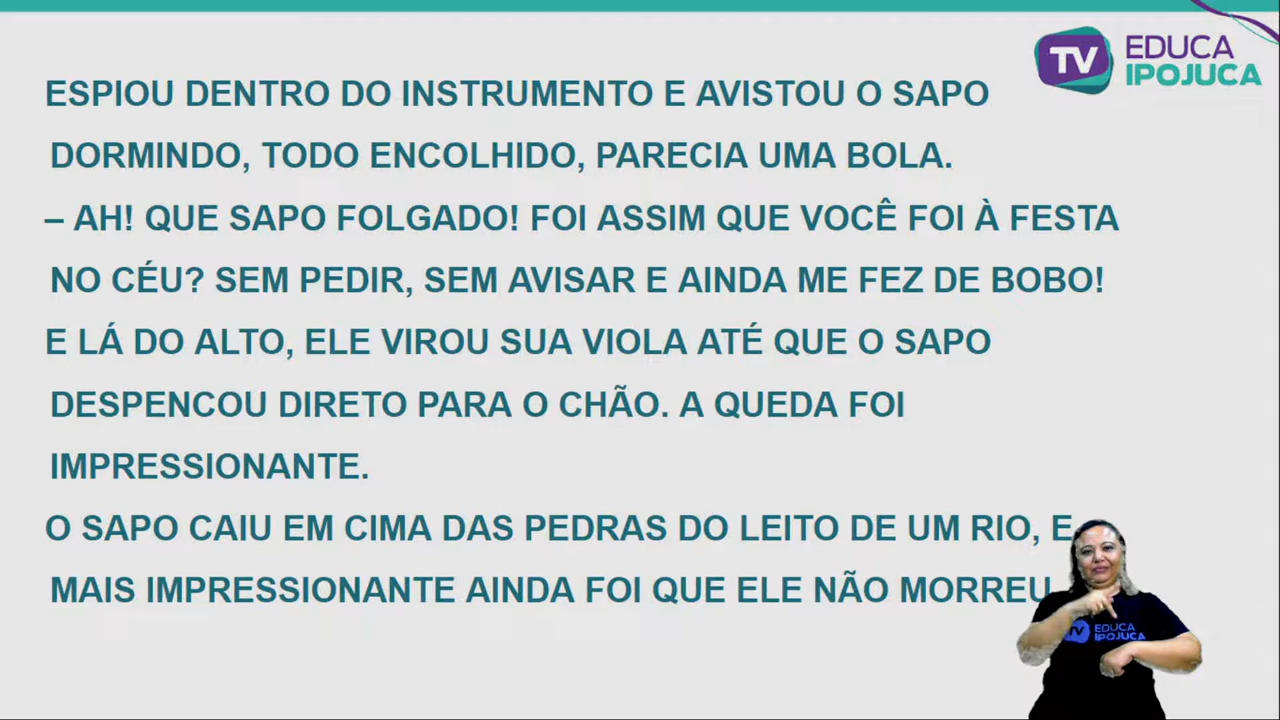 TV EDUCA
IPOJUCA
ESPIOU DENTRO DO INSTRUMENTO E AVISTOU O SAPO
DORMINDO, TODO ENCOLHIDO, PARECIA UMA BOLA.
– AH! QUE SAPO FOLGADO! FOI ASSIM QUE VOCÊ FOI À FESTA
NO CÉU? SEM PEDIR, SEM AVISAR E AINDA ME FEZ DE BOBO!
E LÁ DO ALTO, ELE VIROU SUA VIOLA ATÉ QUE O SAPO
DESPENCOU DIRETO PARA O CHÃO. A QUEDA FOI
IMPRESSIONANTE.
O SAPO CAIU EM CIMA DAS PEDRAS DO LEITO DE UM RIO, E
MAIS IMPRESSIONANTE AINDA FOI QUE ELE NÃO MORREU
TV EDUCA
IPOJUCA